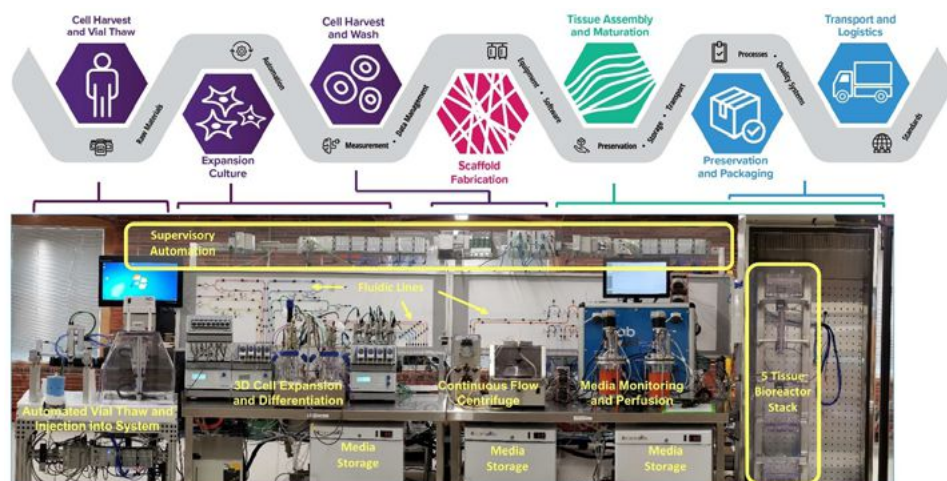 Cell Harvest
and Vial Thaw
Raw Materials
Automation
Expansion
Culture
Cell Harvest
and Wash
Measurement • Data Management
Equipment • Software
Scaffold
Fabrication
Tissue Assembly
and Maturation
Preservation • Storage • Transport
Processes • Quality Systems
Preservation
and Packaging
Transport and
Logistics
Standards
Supervisory
Automation
Fluidic Lines
3D Cell Expansion
and Differentiation
Continuous Flow
Centrifuge
Media Monitoring
and Perfusion
5 Tissue
Bioreactor
Stack
Automated Vial Thaw and
Injection into System
Media
Storage
Media
Storage
Media
Storage